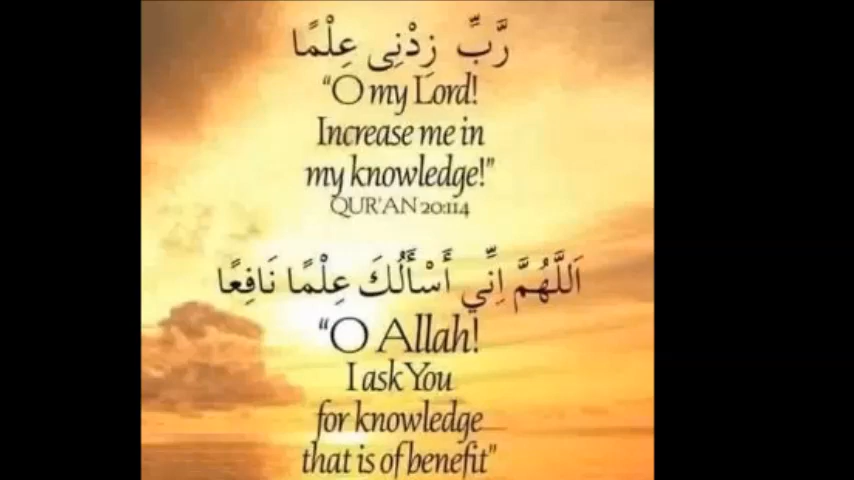 رَّبِّ زِدْنِى عِلْمًا
“O my Lord!
Increase me in
my knowledge!”
QUR'AN 20:114
اَللَّهُمَّ اِنِّي أَسْأَلُكَ عِلْمًا نَافِعًا
“O Allah!
I ask You
for knowledge
that is of benefit”